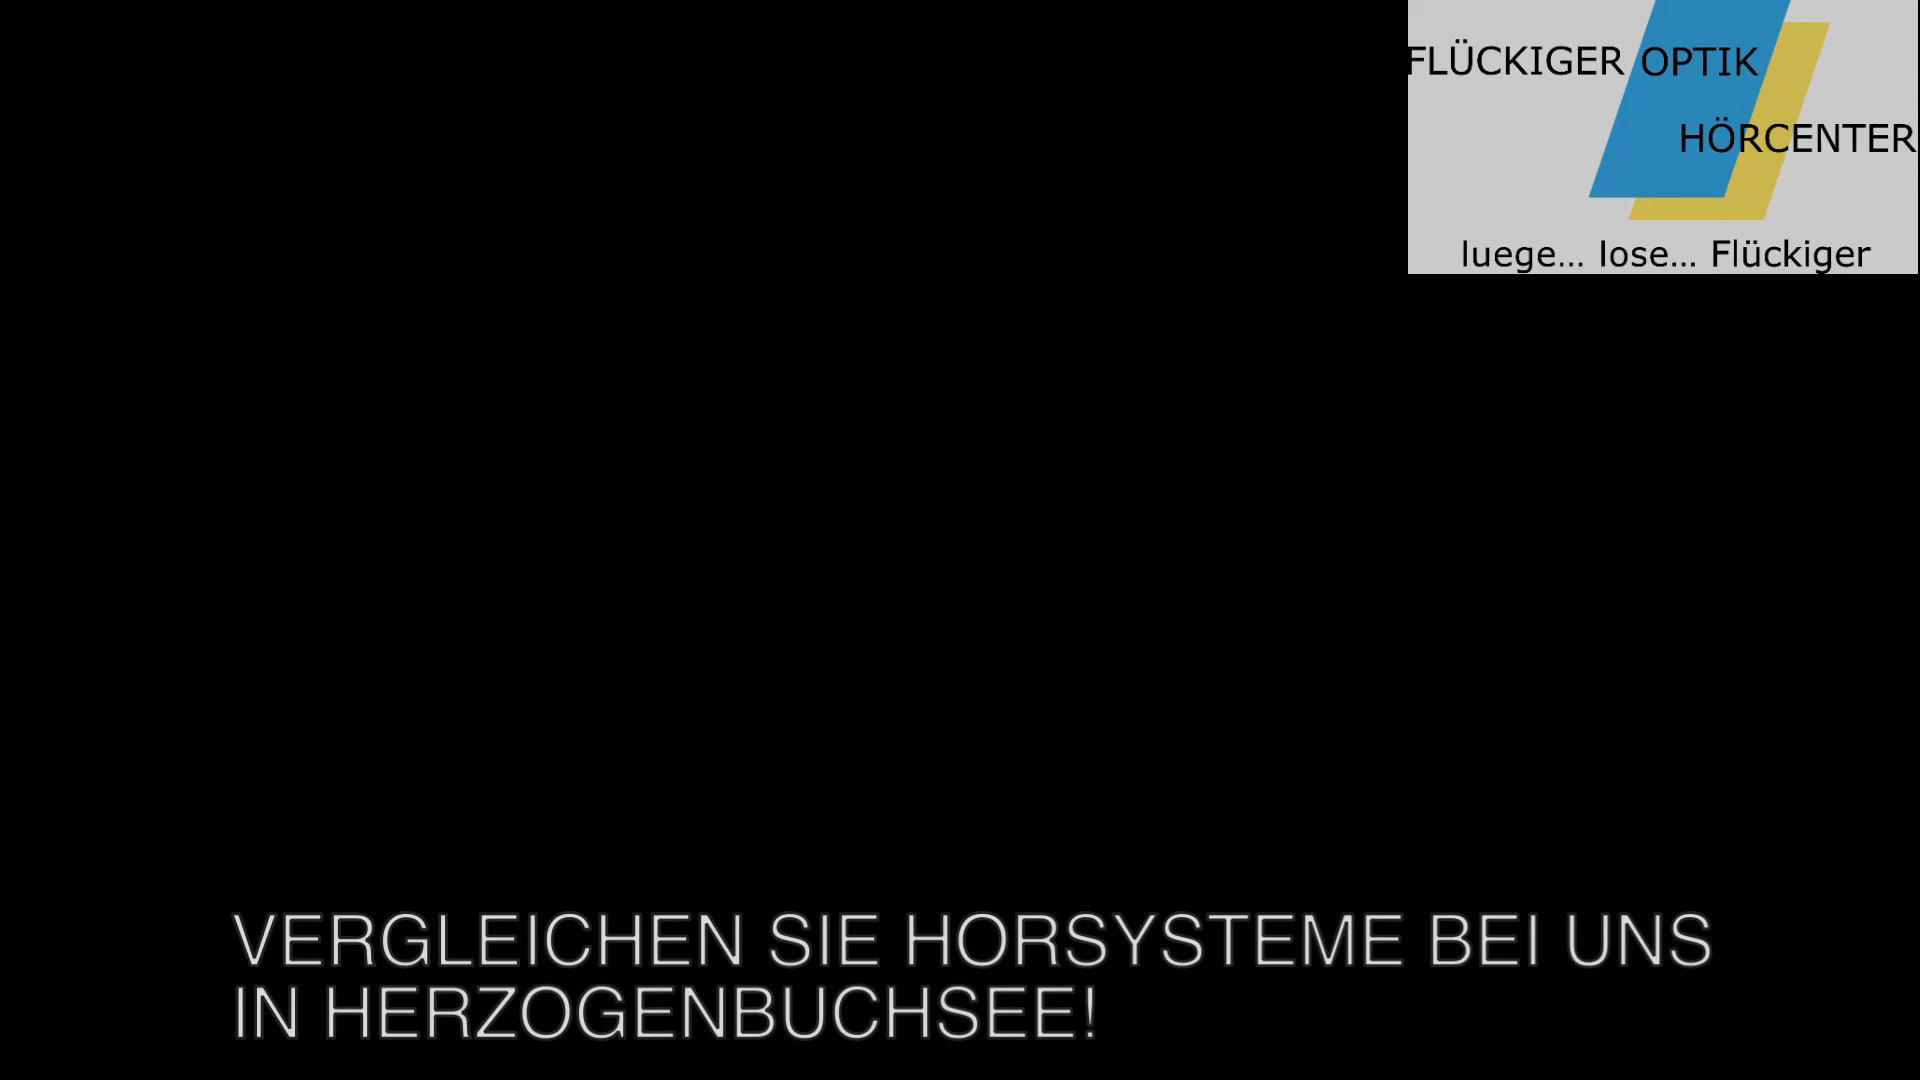 FLÜCKIGER OPTIK
HÖRCENTER
luege... lose... Flückiger
VERGLEICHEN SIE HORSYSTEME BEI UNS
IN HERZOGENBUCHSEE!